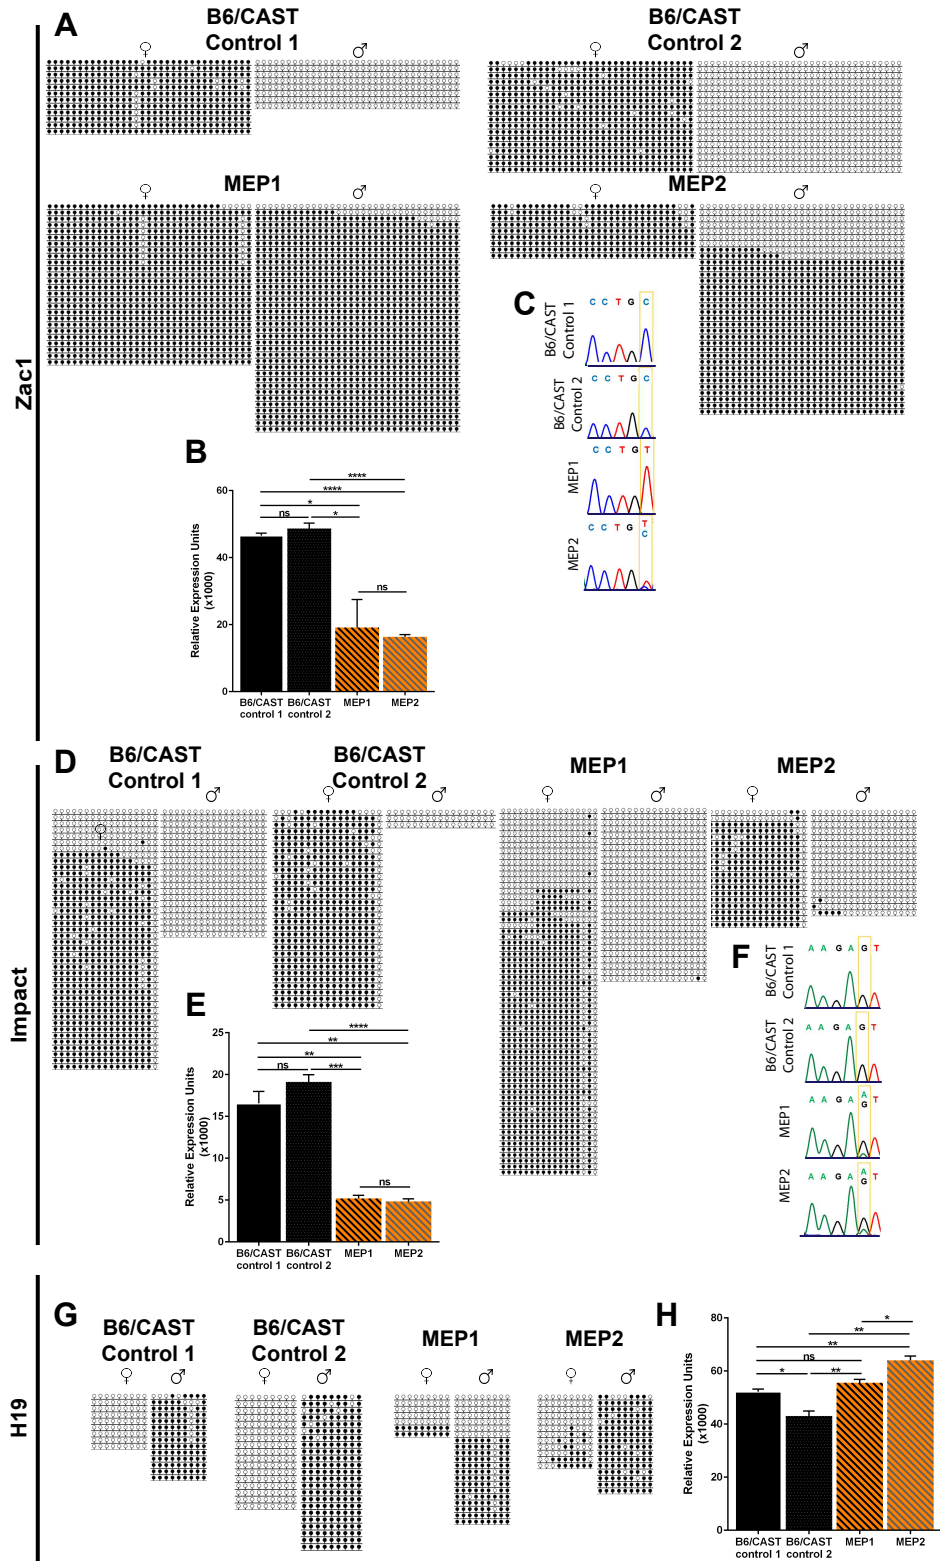 A
B6/CAST
Control 1
♀
♂
B6/CAST
Control 2
♀
♂
MEP1
♀
♂
MEP2
♀
♂
Zac1
B
Relative Expression Units
(x1000)
60
40
20
0
****
****
*
ns
*
ns
B6/CAST
control 1
B6/CAST
control 2
MEP1
MEP2
C
B6/CAST
Control 1
C C T G C
B6/CAST
Control 2
C C T G C
MEP1
C C T G T
MEP2
C C T G T
C
Impact
D
B6/CAST
Control 1
♀
♂
B6/CAST
Control 2
♀
♂
MEP1
♀
♂
MEP2
♀
♂
E
Relative Expression Units
(x1000)
25
20
15
10
5
0
****
**
**
ns
***
ns
B6/CAST
control 1
B6/CAST
control 2
MEP1
MEP2
F
B6/CAST
Control 1
A A G A G T
B6/CAST
Control 2
A A G A G T
MEP1
A A G A A T
G
MEP2
A A G A A T
G
H19
G
B6/CAST
Control 1
♀
♂
B6/CAST
Control 2
♀
♂
MEP1
♀
♂
MEP2
♀
♂
H
Relative Expression Units
(x1000)
80
60
40
20
0
*
**
**
ns
*
**
B6/CAST
control 1
B6/CAST
control 2
MEP1
MEP2